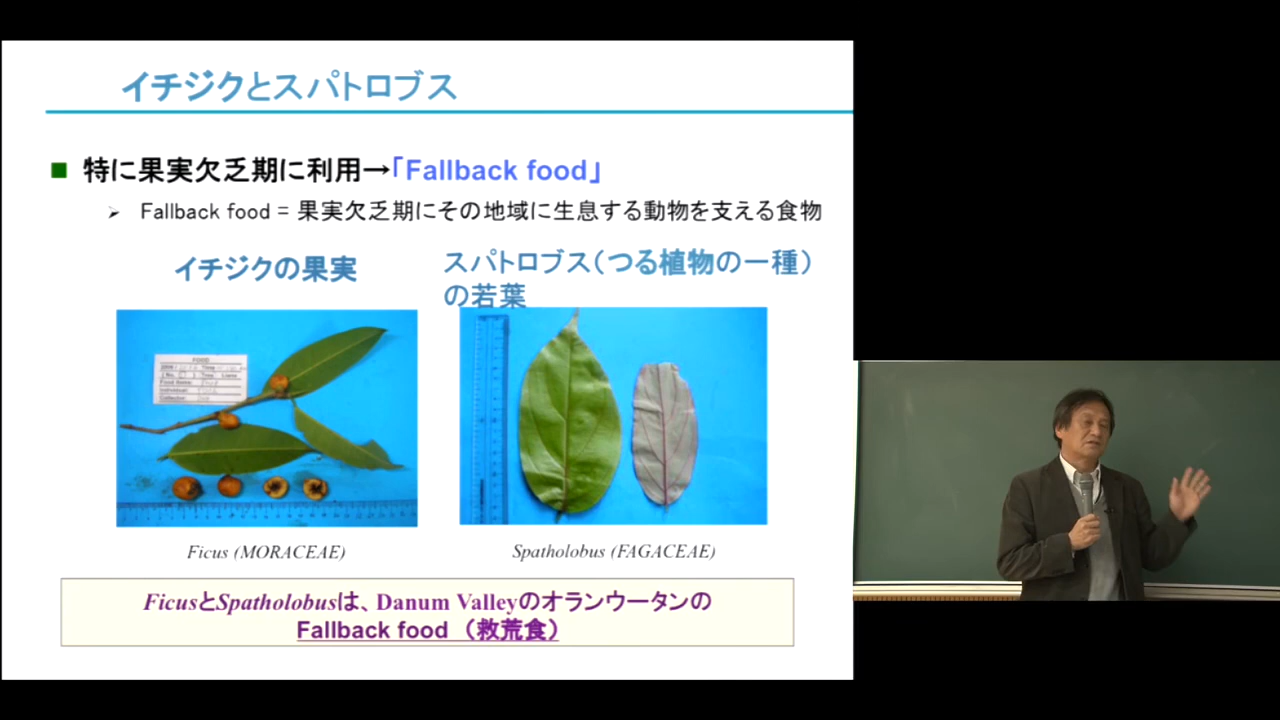 イチジクとスパトロブス
特に果実欠乏期に利用→「Fallback food」
Fallback food = 果実欠乏期にその地域に生息する動物を支える食物
イチジクの果実
スパトロブス（つる植物の一種）
の若葉
FOOD
Ficus (MORACEAE)
Spatholobus (FAGACEAE)
FicusとSpatholobusは、Danum Valleyのオランウータンの
Fallback food （救荒食）